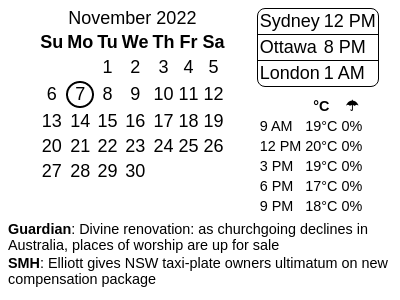 November 2022
Su Mo Tu We Th Fr Sa
1 2 3 4 5
6 7 8 9 10 11 12
13 14 15 16 17 18 19
20 21 22 23 24 25 26
27 28 29 30
Sydney 12 PM
Ottawa 8 PM
London 1 AM
°C ☂
9 AM 19°C 0%
12 PM 20°C 0%
3 PM 19°C 0%
6 PM 17°C 0%
9 PM 18°C 0%
Guardian: Divine renovation: as churchgoing declines in
Australia, places of worship are up for sale
SMH: Elliott gives NSW taxi-plate owners ultimatum on new
compensation package